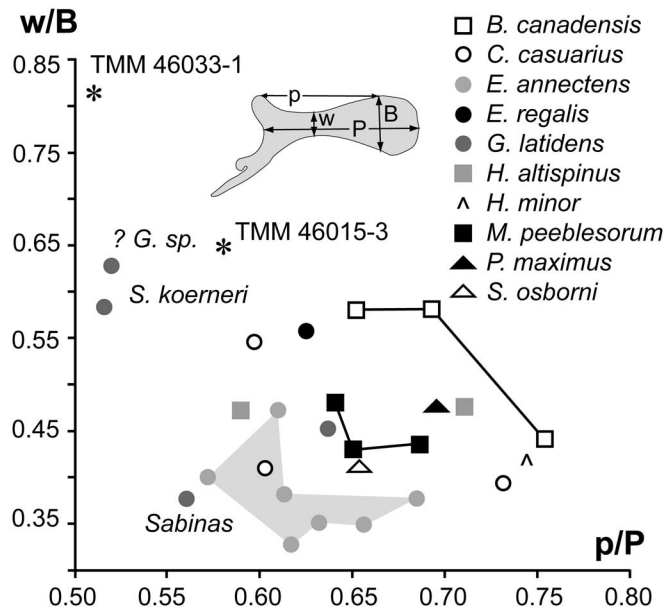 w/B
0.85
0.75
0.65
0.55
0.45
0.35
TMM 46033-1
p
w
B
P
? G. sp.
TMM 46015-3
S. koerneri
Sabinas
B. canadensis
C. casuarius
E. annectens
E. regalis
G. latidens
H. altispinus
H. minor
M. peeblesorum
P. maximus
S. osborni
p/P
0.50 0.55 0.60 0.65 0.70 0.75 0.80